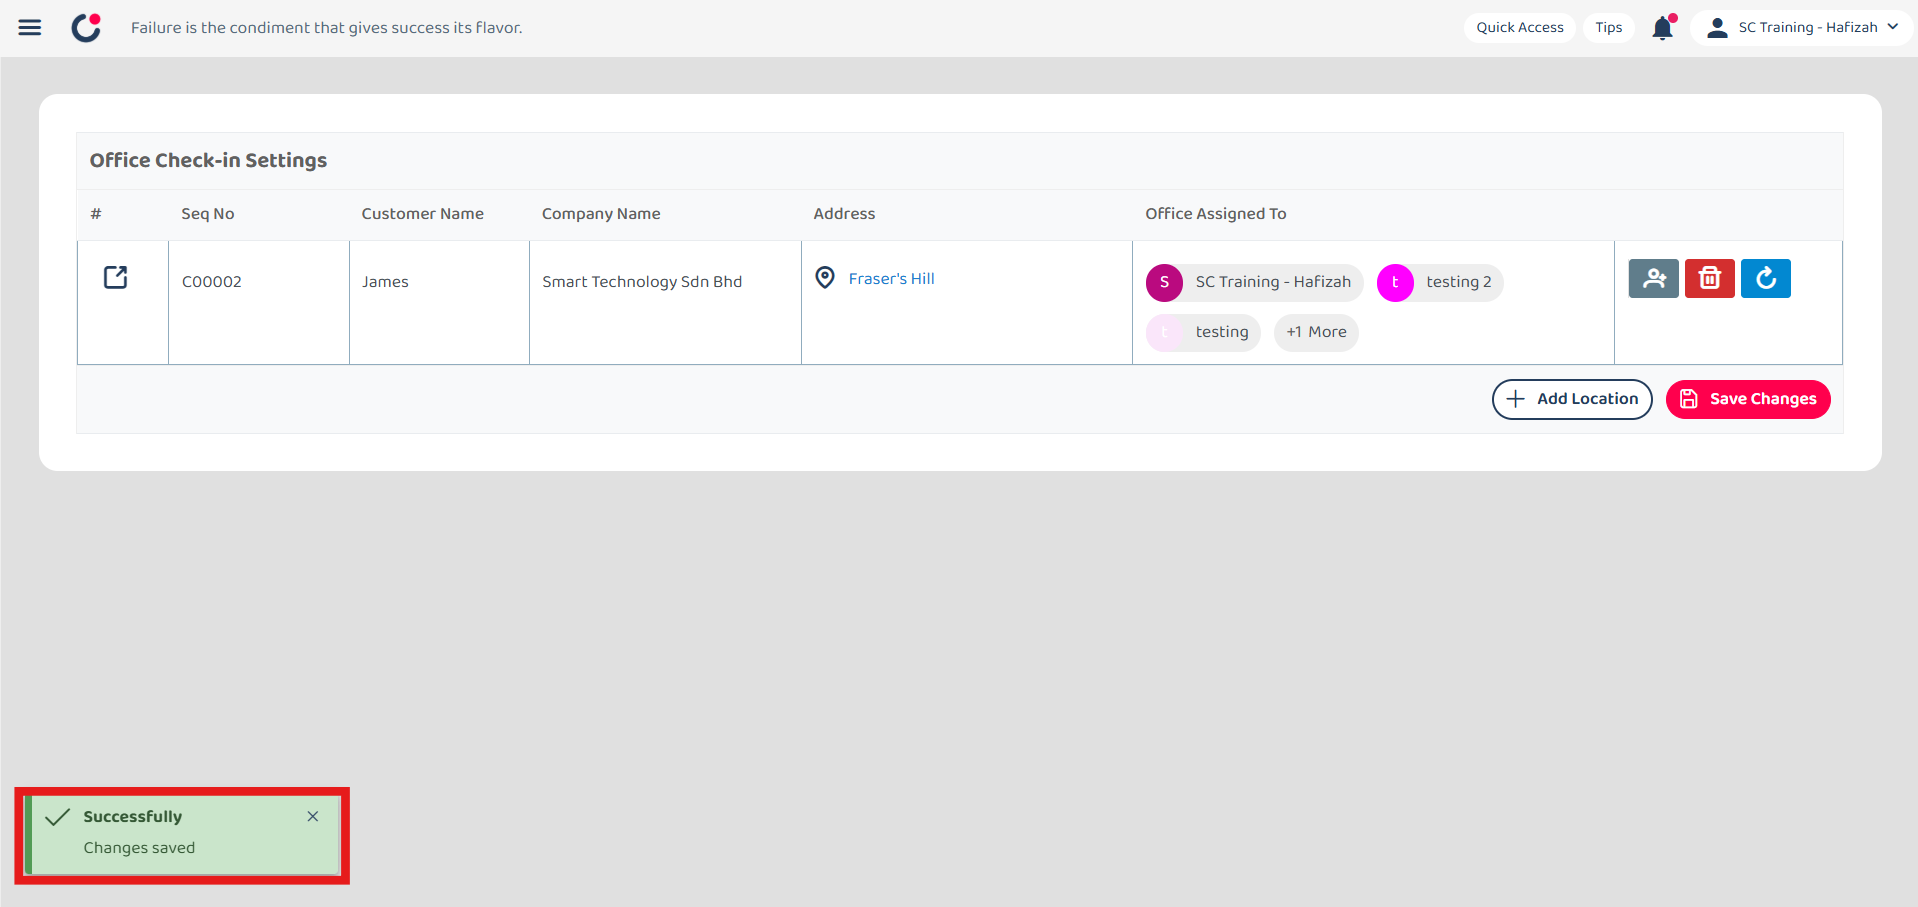 Failure is the condiment that gives success its flavor.
Quick Access
Tips
SC Training - Hafizah
Office Check-in Settings
# Seq No Customer Name Company Name Address Office Assigned To
C00002 James Smart Technology Sdn Bhd Fraser's Hill
S SC Training - Hafizah t testing 2
t testing +1 More
Add Location
Save Changes
Successfully
Changes saved